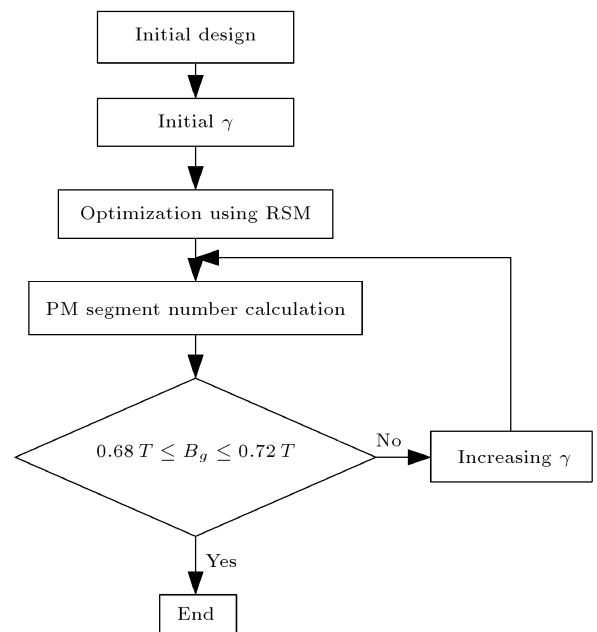 Initial design
Initial γ
Optimization using RSM
PM segment number calculation
0.68 T ≤ B_g ≤ 0.72 T
No
Increasing γ
Yes
End